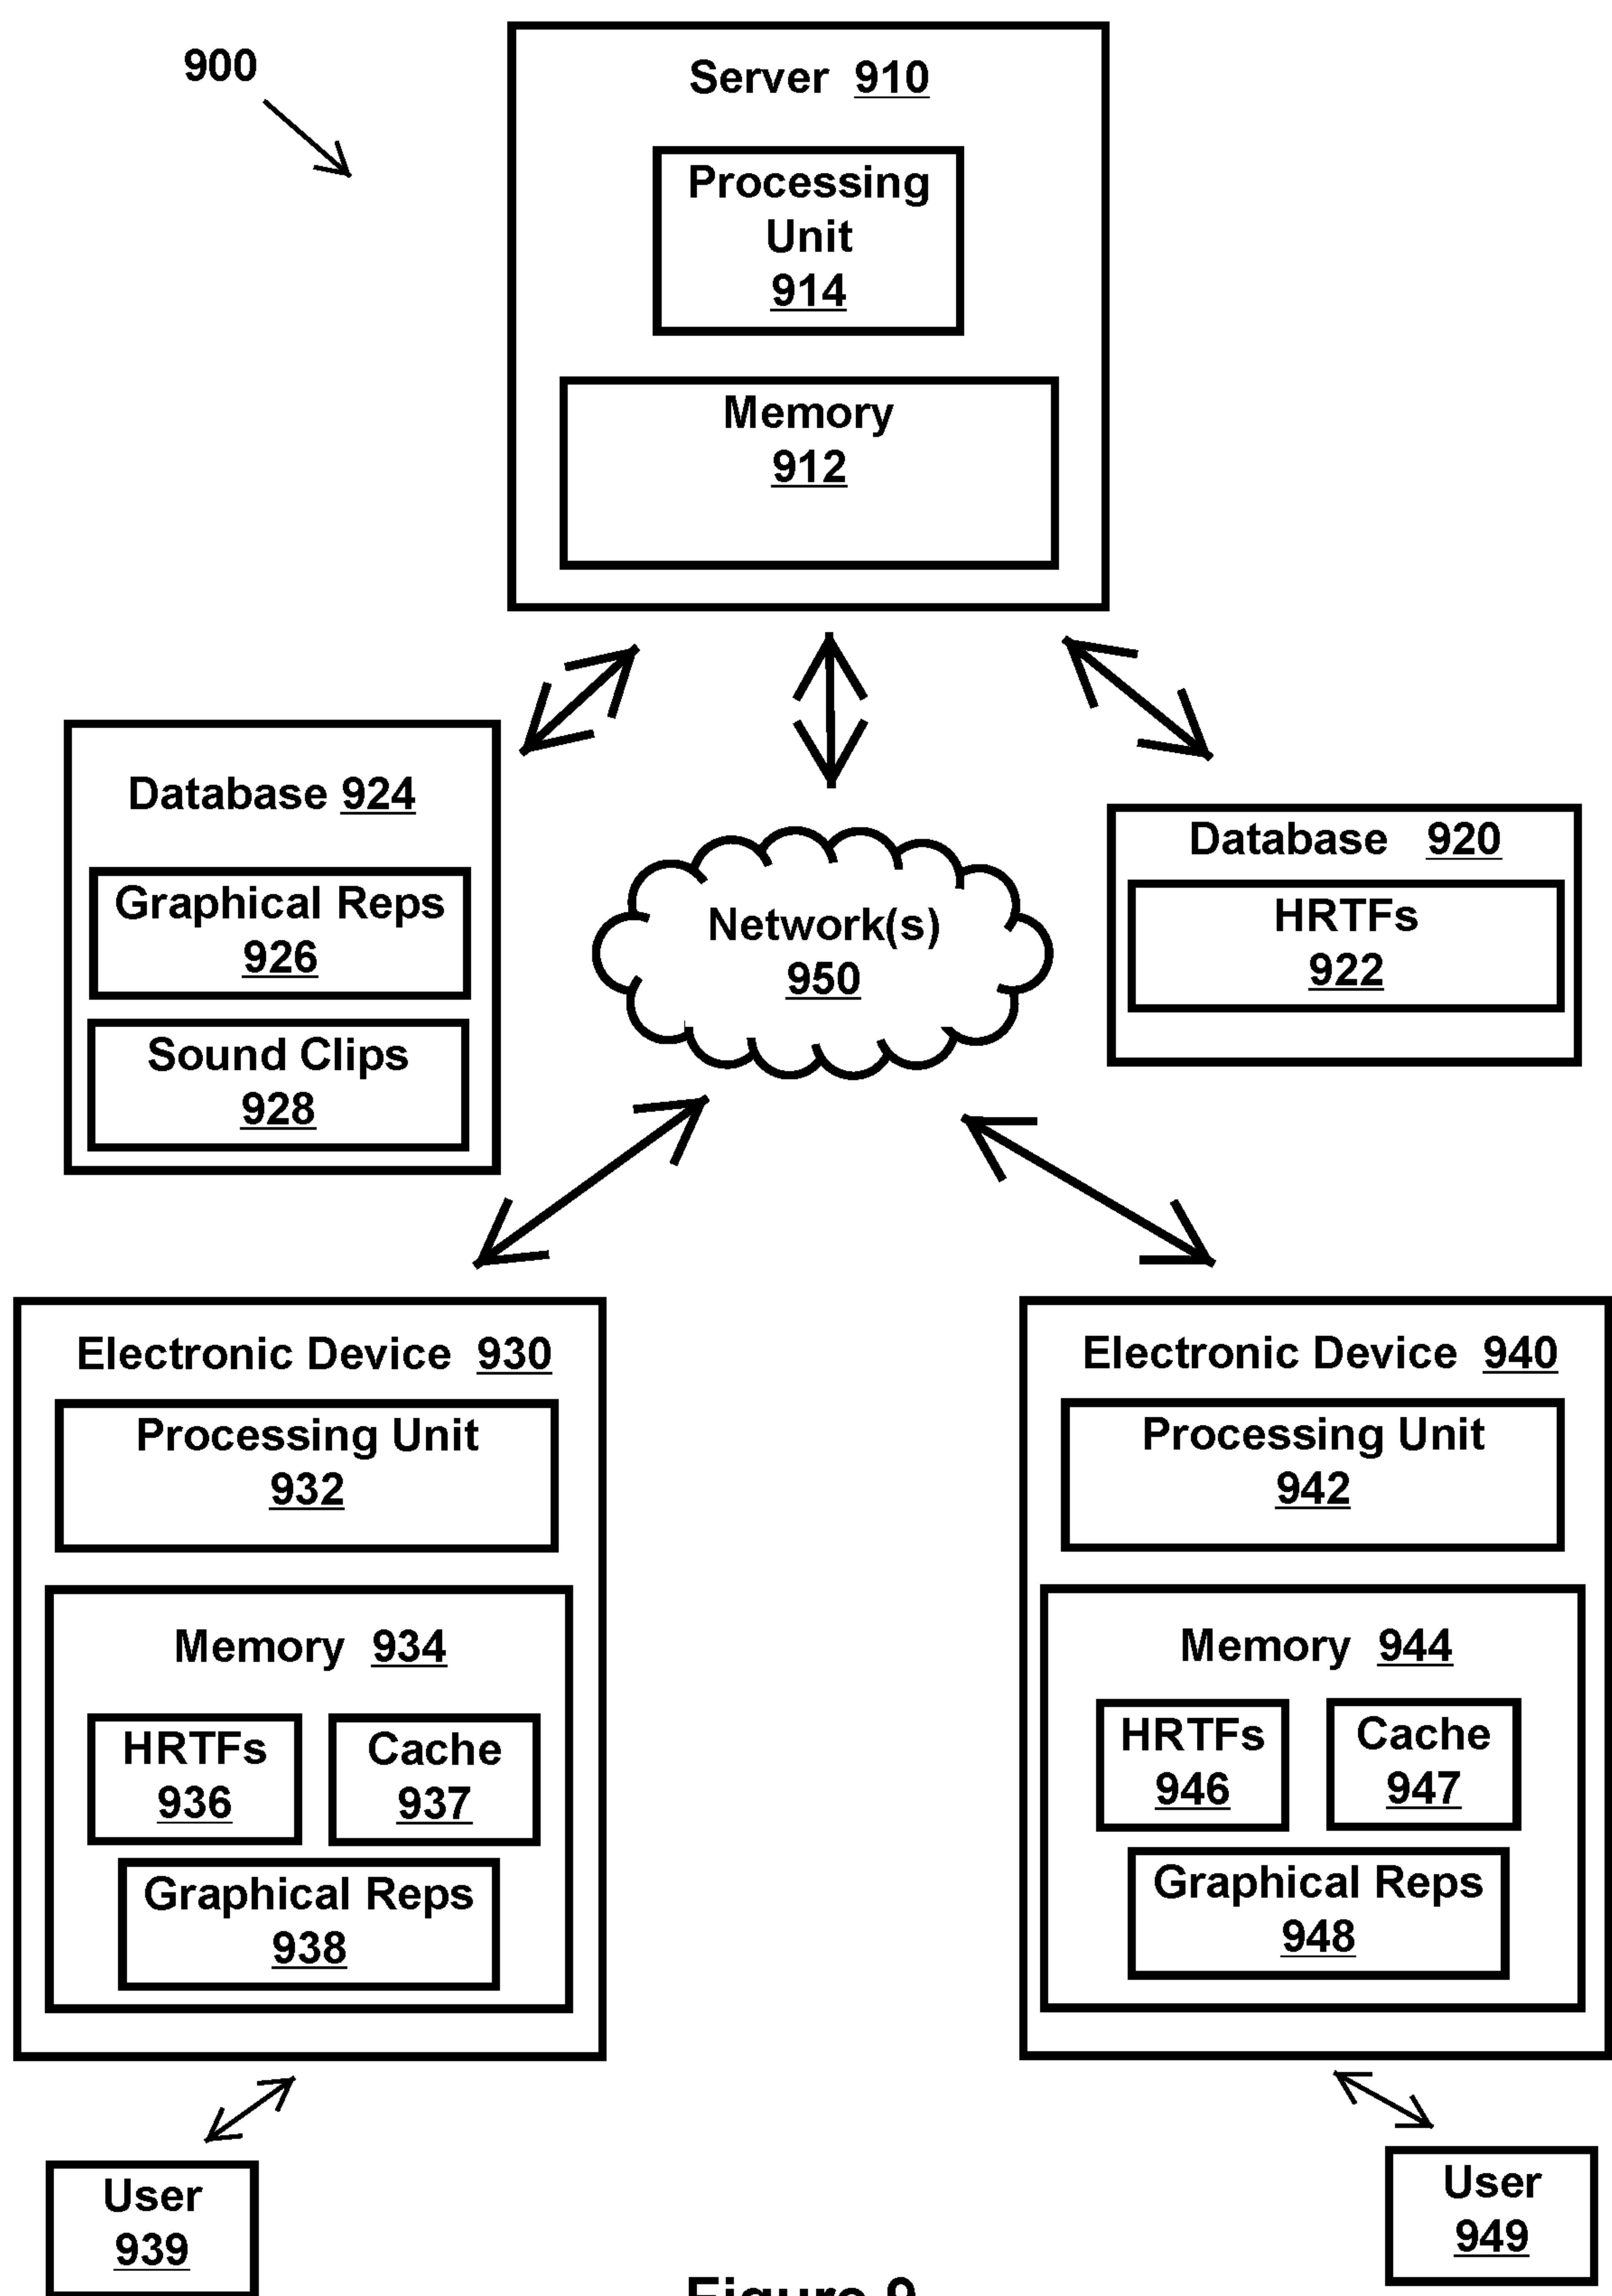 900
Server 910
Processing
Unit
914
Memory
912
Database 924
Graphical Reps
926
Sound Clips
928
Network(s)
950
Database 920
HRTFs
922
Electronic Device 930
Processing Unit
932
Memory 934
HRTFs
936
Cache
937
Graphical Reps
938
User
939
Electronic Device 940
Processing Unit
942
Memory 944
HRTFs
946
Cache
947
Graphical Reps
948
User
949
Figure 9